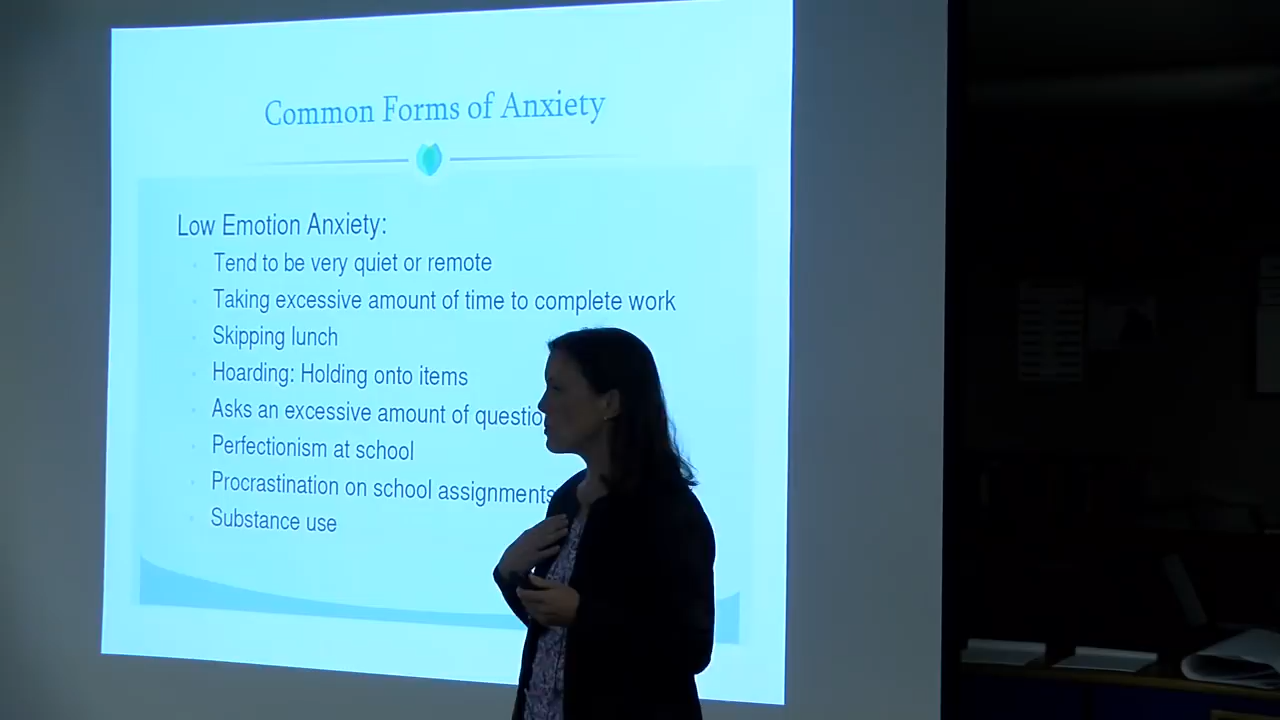 Common Forms of Anxiety
Low Emotion Anxiety:
Tend to be very quiet or remote
Taking excessive amount of time to complete work
Skipping lunch
Hoarding: Holding onto items
Asks an excessive amount of
Perfectionism at school
Procrastination on school assignments
Substance use